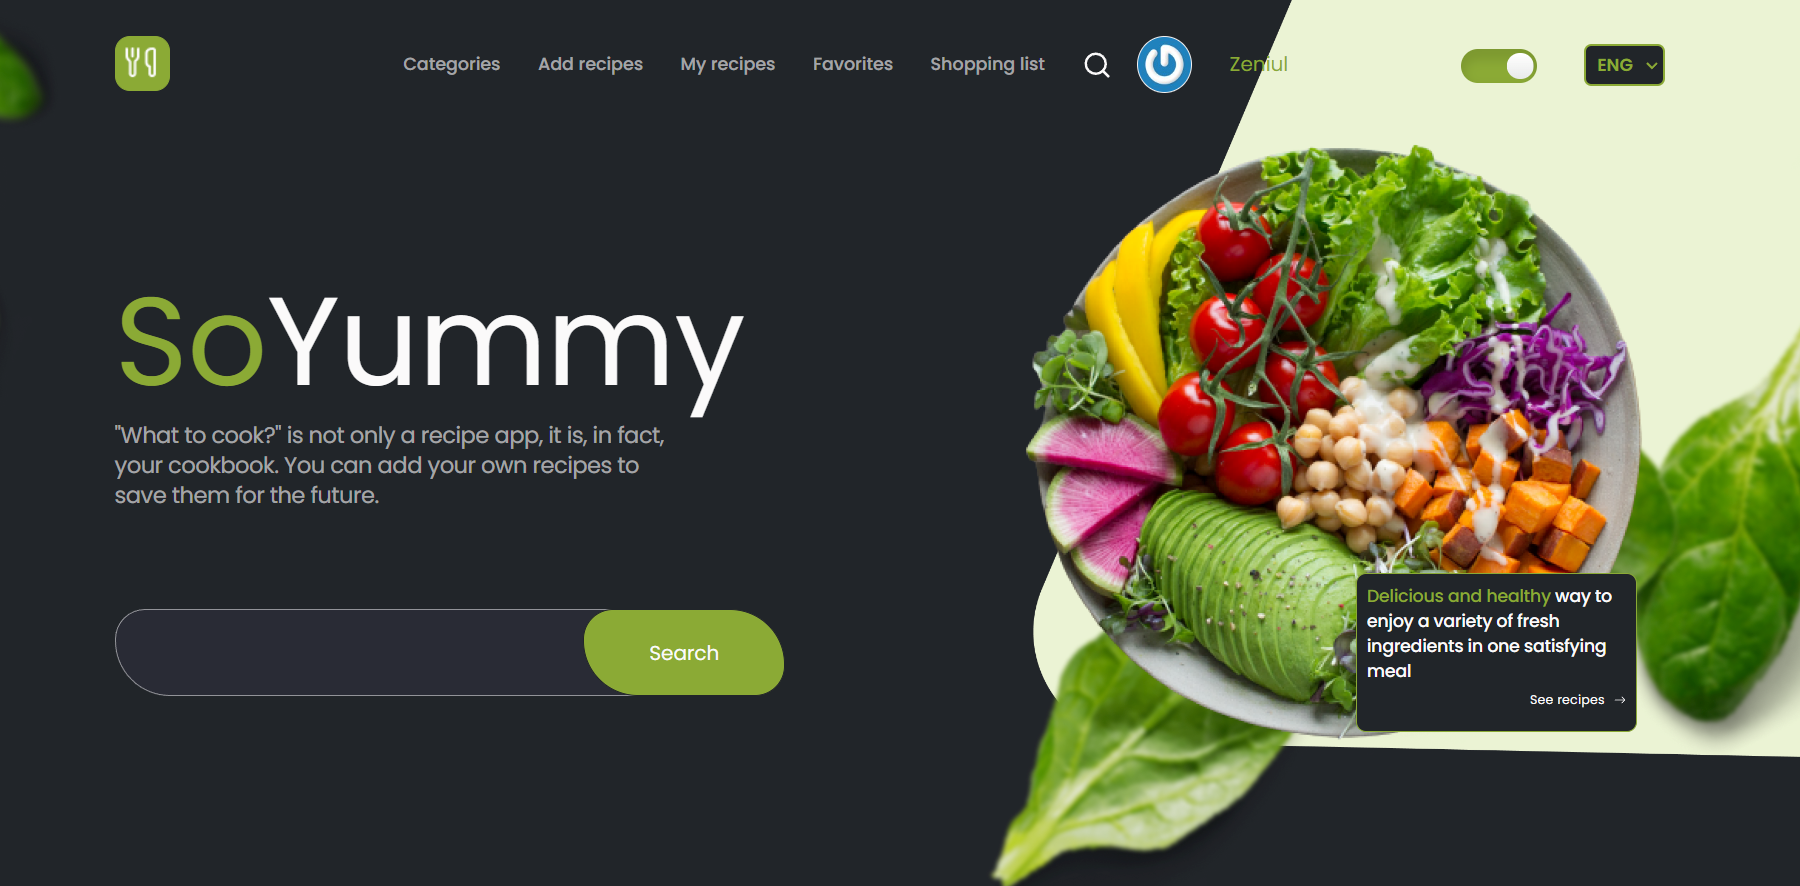 Categories Add recipes My recipes Favorites Shopping list Zeniul ENG
SoYummy
"What to cook?" is not only a recipe app, it is, in fact,
your cookbook. You can add your own recipes to
save them for the future.
Search
Delicious and healthy way to
enjoy a variety of fresh
ingredients in one satisfying
meal
See recipes →